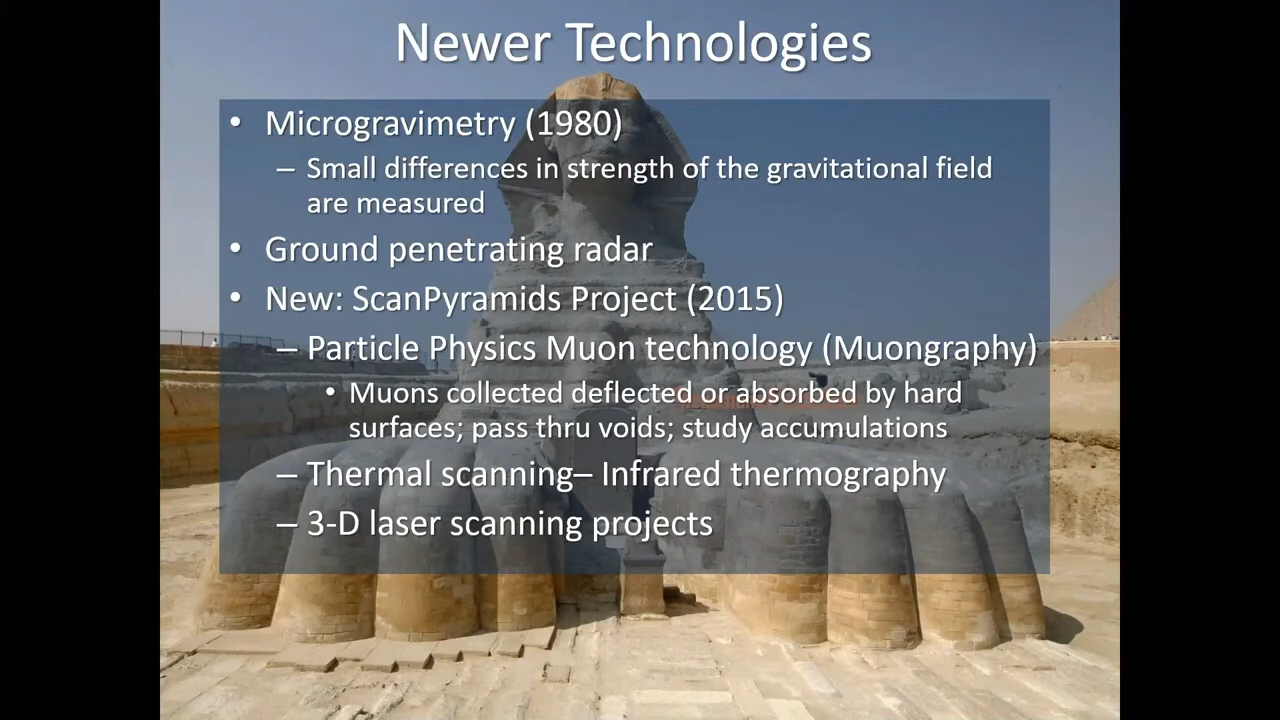 Newer Technologies
• Microgravimetry (1980)
– Small differences in strength of the gravitational field
are measured
• Ground penetrating radar
• New: ScanPyramids Project (2015)
– Particle Physics Muon technology (Muongraphy)
• Muons collected deflected or absorbed by hard
surfaces; pass thru voids; study accumulations
– Thermal scanning– Infrared thermography
– 3-D laser scanning projects